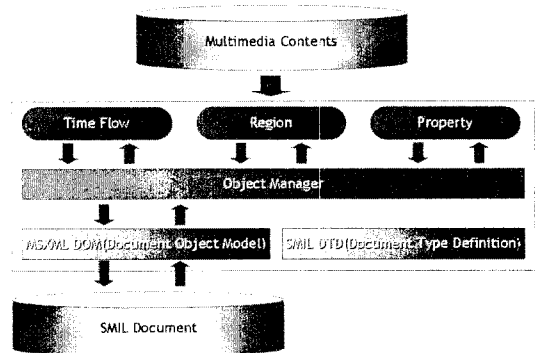 Multimedia Contents
Time Flow
Region
Property
Object Manager
MSXML DOM(Document Object Model)
SMIL DTD(Document Type Definition)
SMIL Document